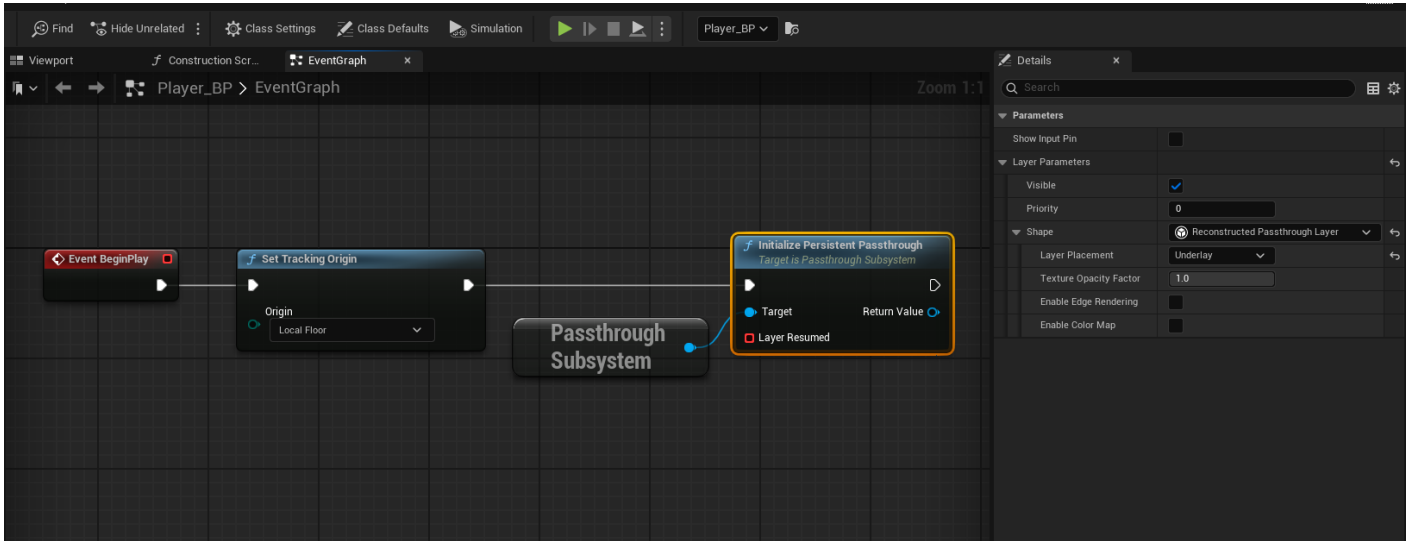 Find
Hide Unrelated
Class Settings
Class Defaults
Simulation
Player_BP
Viewport
Construction Scr...
EventGraph
Details
Player_BP > EventGraph
Zoom 1:1
Search
Parameters
Show Input Pin
Layer Parameters
Visible
Priority
0
Shape
Reconstructed Passthrough Layer
Layer Placement
Underlay
Texture Opacity Factor
1.0
Enable Edge Rendering
Enable Color Map
Event BeginPlay
Set Tracking Origin
Origin
Local Floor
Passthrough
Subsystem
Initialize Persistent Passthrough
Target is Passthrough Subsystem
Target
Return Value
Layer Resumed